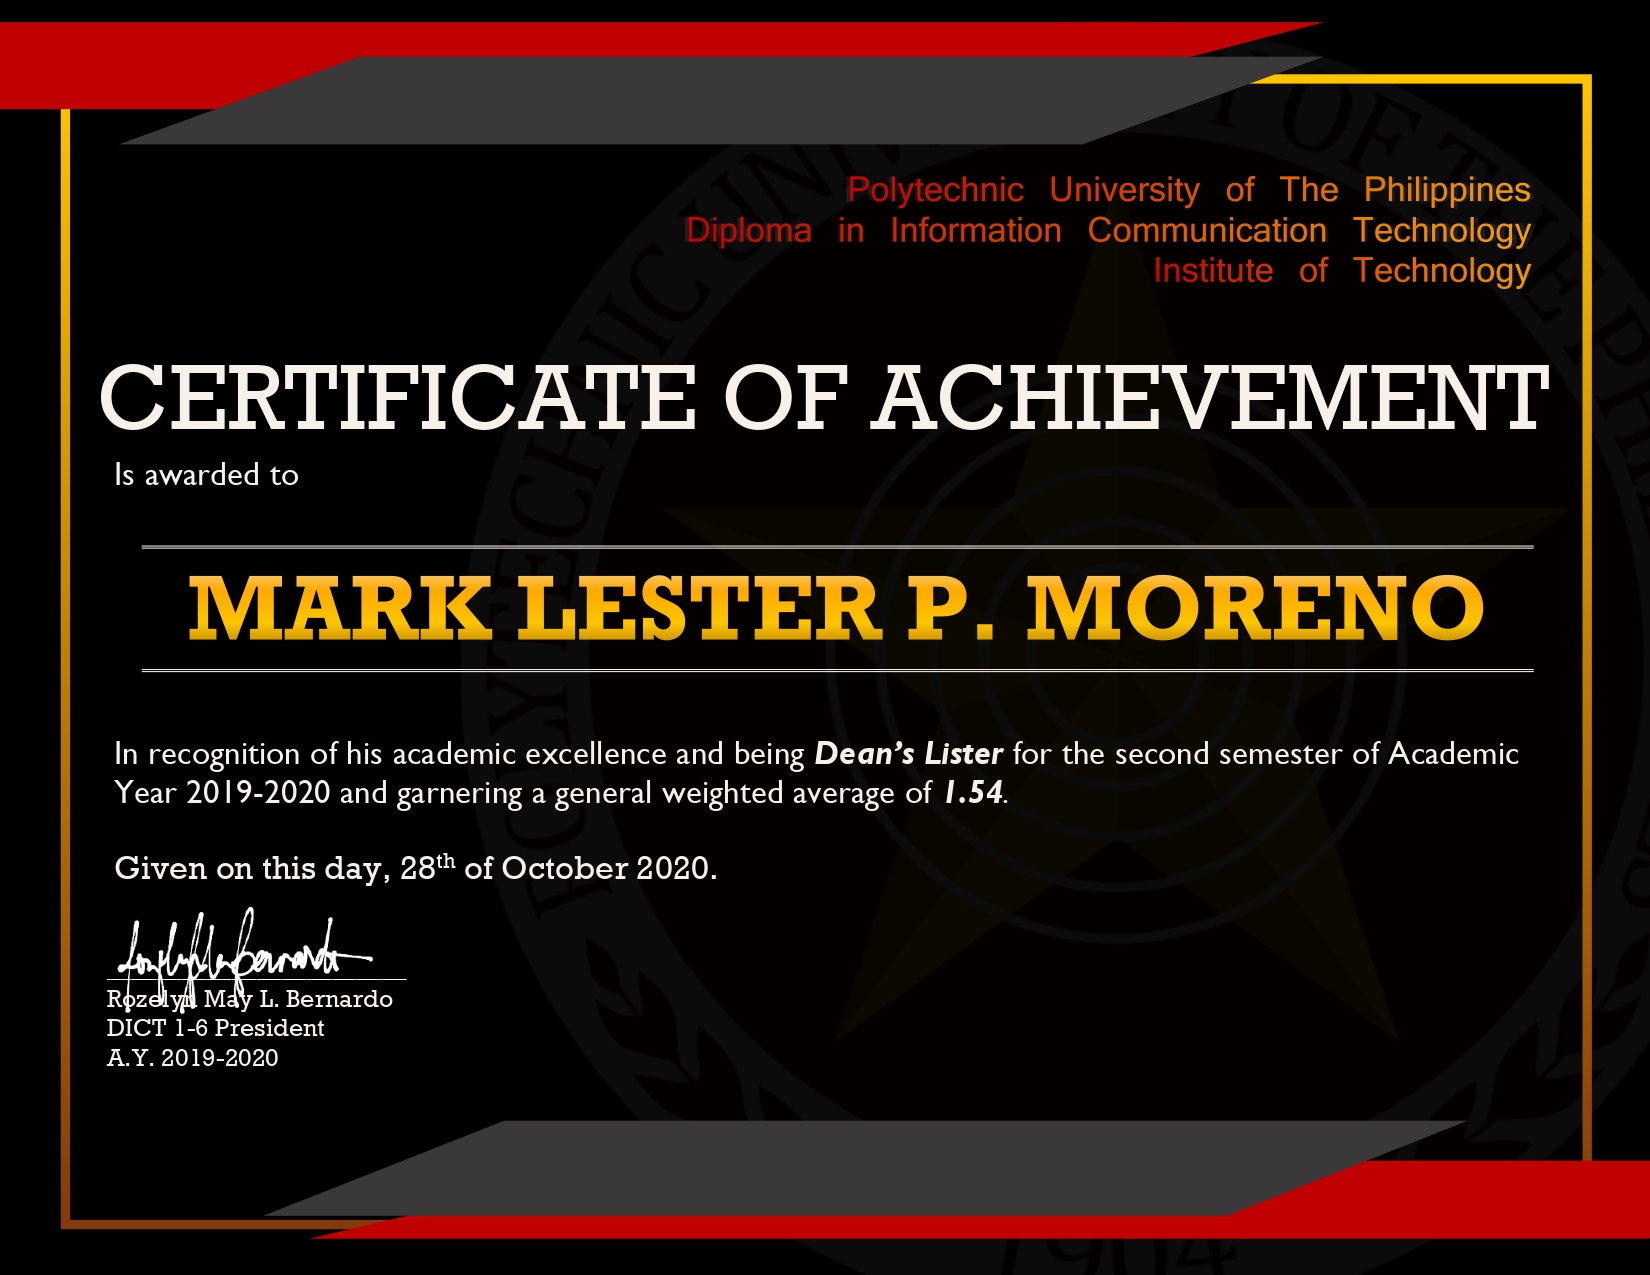 Polytechnic University of The Philippines
Diploma in Information Communication Technology
Institute of Technology
CERTIFICATE OF ACHIEVEMENT
Is awarded to
MARK LESTER P. MORENO
In recognition of his academic excellence and being Dean's Lister for the second semester of Academic
Year 2019-2020 and garnering a general weighted average of 1.54.
Given on this day, 28th of October 2020.
Rozelyn May L. Bernardo
DICT 1-6 President
A.Y. 2019-2020
1904